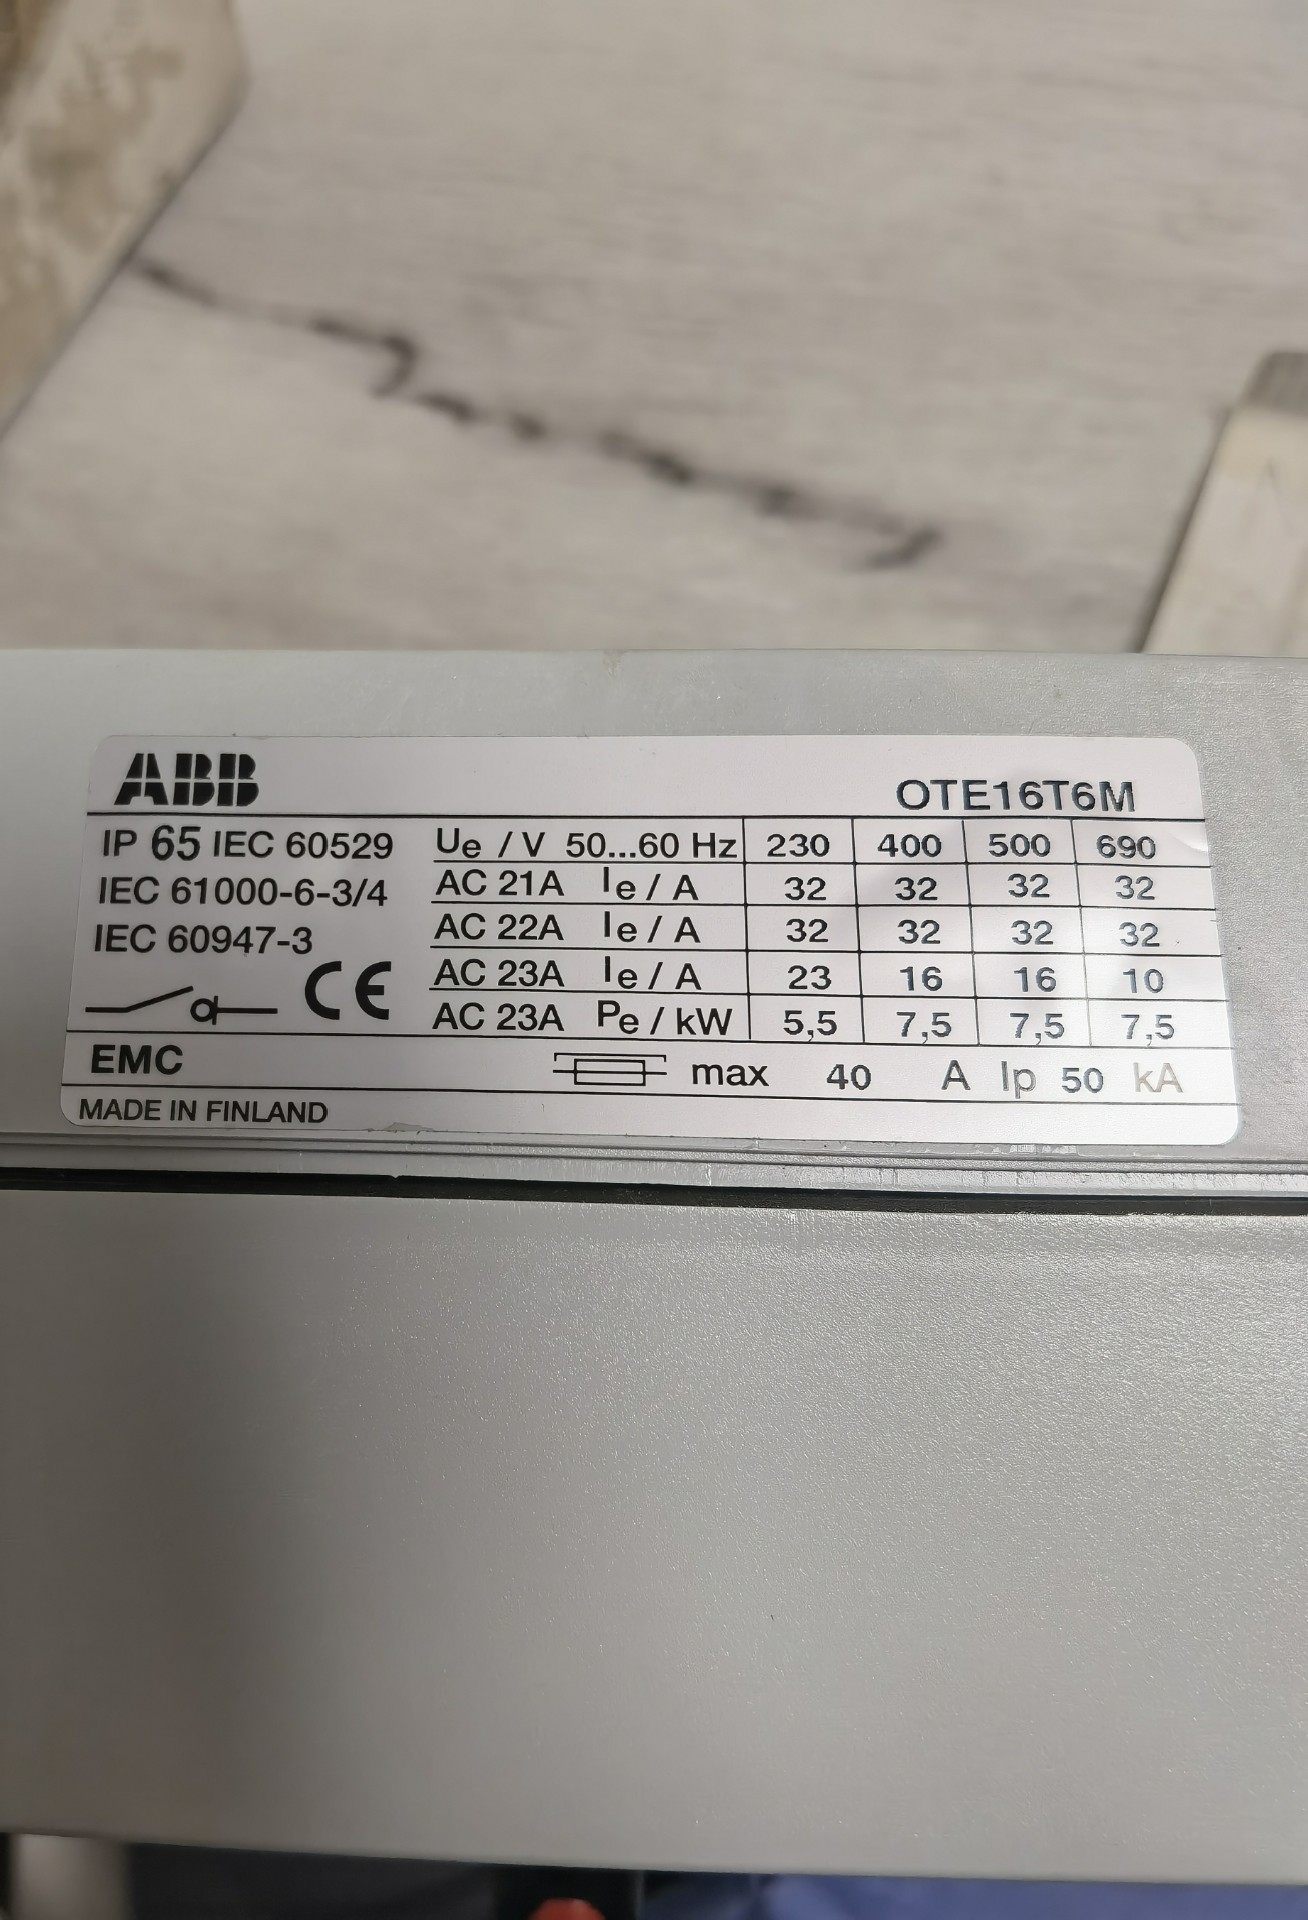 ABB OTE16T6M
IP 65 IEC 60529
IEC 61000-6-3/4
IEC 60947-3
CE
Ue / V 50...60 Hz 230 400 500 690
AC 21A Ie / A 32 32 32 32
AC 22A Ie / A 32 32 32 32
AC 23A Ie / A 23 16 16 10
AC 23A Pe / kW 5,5 7,5 7,5 7,5
EMC max 40 A Ip 50 kA
MADE IN FINLAND